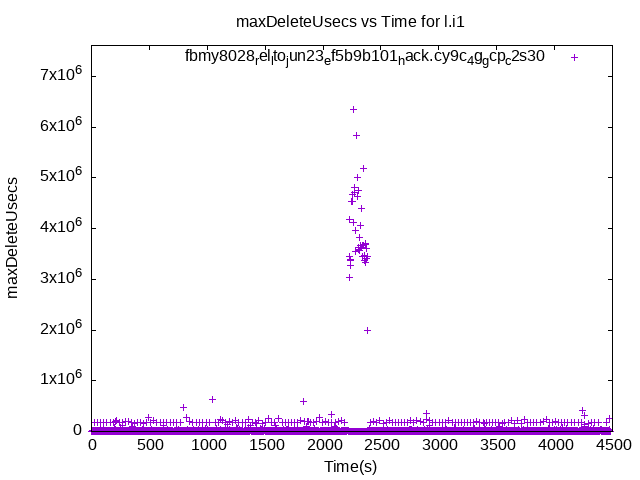 maxDeleteUsecs vs Time for l.i1
fbmy8028_rel_lto_jun23_ef5b9b101_hack.cy9c_4g_gcp_c2s30
7x10^6
6x10^6
5x10^6
4x10^6
3x10^6
2x10^6
1x10^6
0
maxDeleteUsecs
0 500 1000 1500 2000 2500 3000 3500 4000 4500
Time(s)